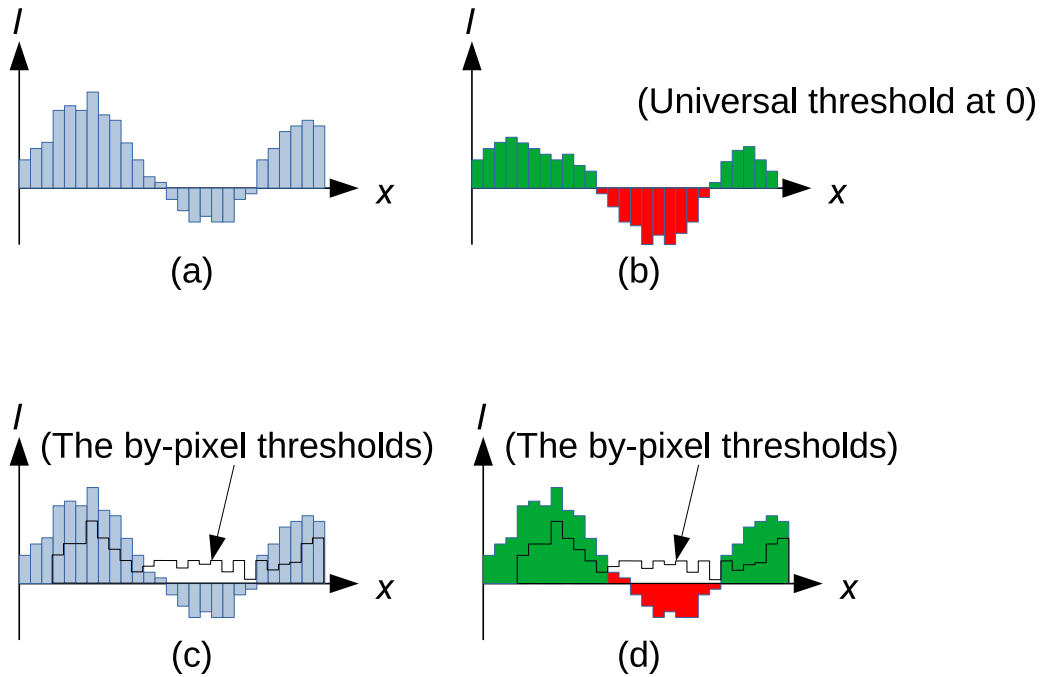 I
x
(a)
I
(Universal threshold at 0)
x
(b)
I
(The by-pixel thresholds)
x
(c)
I
(The by-pixel thresholds)
x
(d)